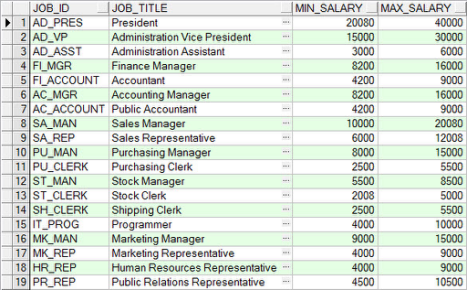 JOB_ID JOB_TITLE MIN_SALARY MAX_SALARY
1 AD_PRES President ... 20080 40000
2 AD_VP Administration Vice President ... 15000 30000
3 AD_ASST Administration Assistant ... 3000 6000
4 FI_MGR Finance Manager ... 8200 16000
5 FI_ACCOUNT Accountant ... 4200 9000
6 AC_MGR Accounting Manager ... 8200 16000
7 AC_ACCOUNT Public Accountant ... 4200 9000
8 SA_MAN Sales Manager ... 10000 20080
9 SA_REP Sales Representative ... 6000 12008
10 PU_MAN Purchasing Manager ... 8000 15000
11 PU_CLERK Purchasing Clerk ... 2500 5500
12 ST_MAN Stock Manager ... 5500 8500
13 ST_CLERK Stock Clerk ... 2008 5000
14 SH_CLERK Shipping Clerk ... 2500 5500
15 IT_PROG Programmer ... 4000 10000
16 MK_MAN Marketing Manager ... 9000 15000
17 MK_REP Marketing Representative ... 4000 9000
18 HR_REP Human Resources Representative ... 4000 9000
19 PR_REP Public Relations Representative ... 4500 10500